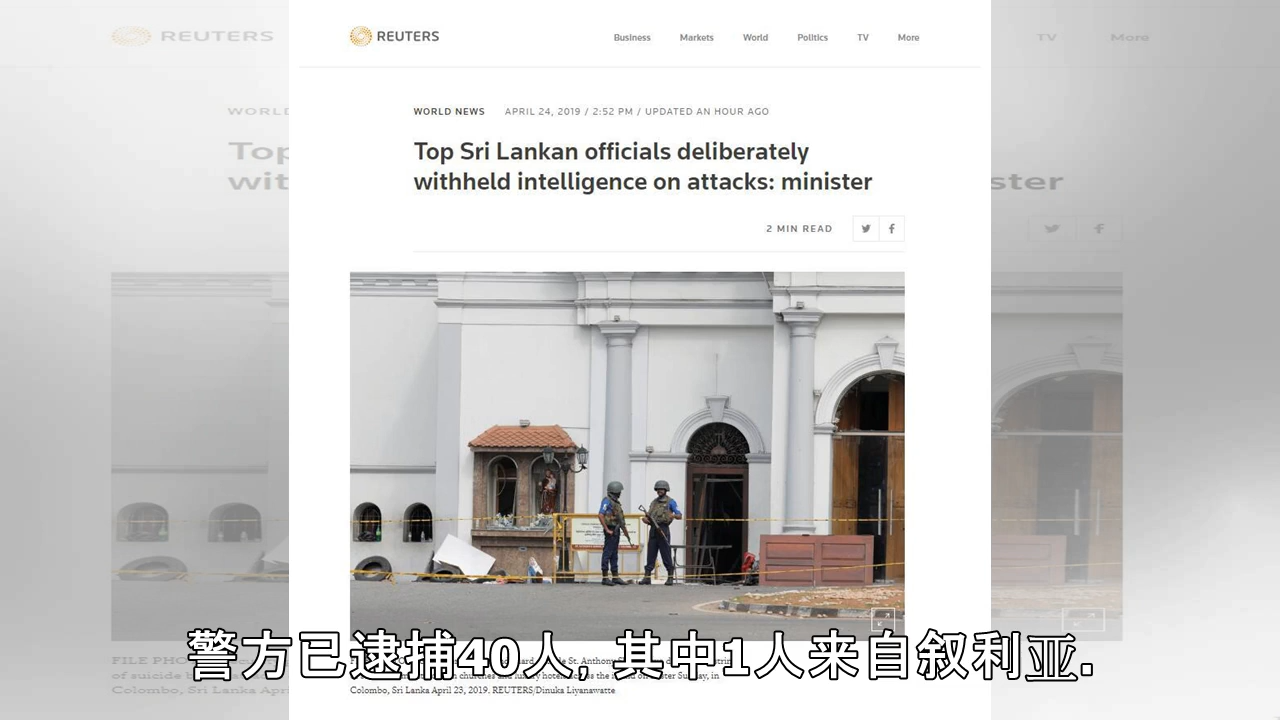 REUTERS
Business Markets World Politics TV More
WORLD NEWS APRIL 24, 2019 / 2:52 PM / UPDATED AN HOUR AGO
Top Sri Lankan officials deliberately
withheld intelligence on attacks: minister
2 MIN READ
警方已逮捕40人, 其中1人来自叙利亚.
Colombo, Sri Lanka April 23, 2019. REUTERS/Dinuka Liyanawatte